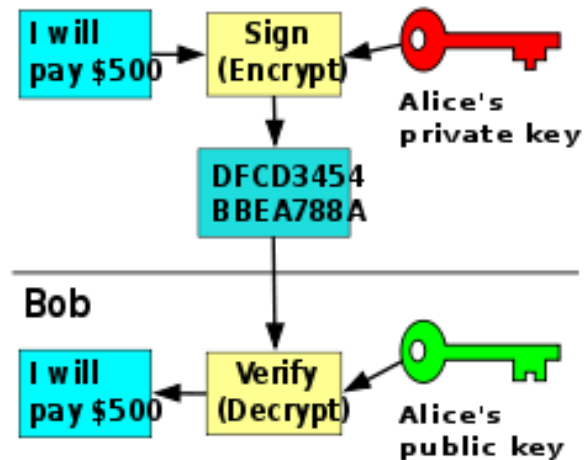 I will
pay $500
Sign
(Encrypt)
Alice's
private key
DFCD3454
BBEA788A
Bob
I will
pay $500
Verify
(Decrypt)
Alice's
public key